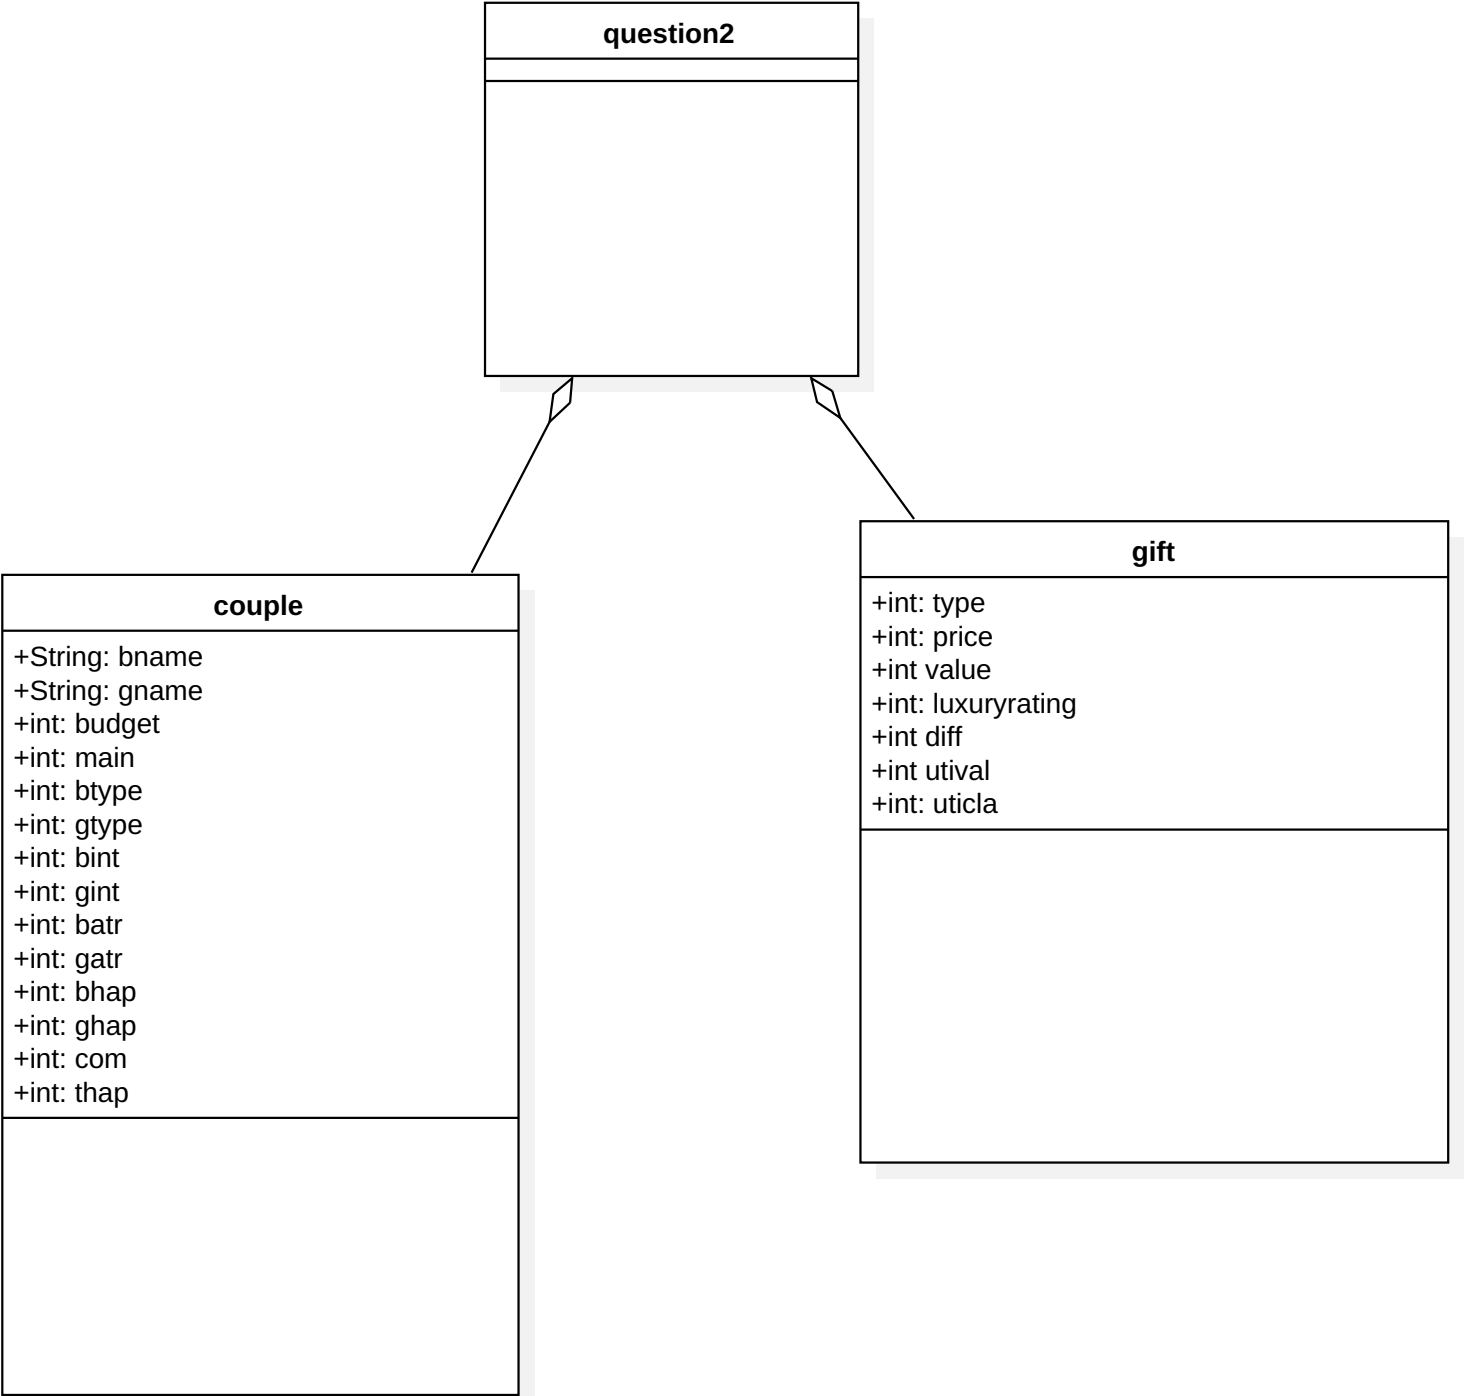 question2
couple
+String: bname
+String: gname
+int: budget
+int: main
+int: btype
+int: gtype
+int: bint
+int: gint
+int: batr
+int: gatr
+int: bhap
+int: ghap
+int: com
+int: thap
gift
+int: type
+int: price
+int value
+int: luxuryrating
+int diff
+int utival
+int: uticla